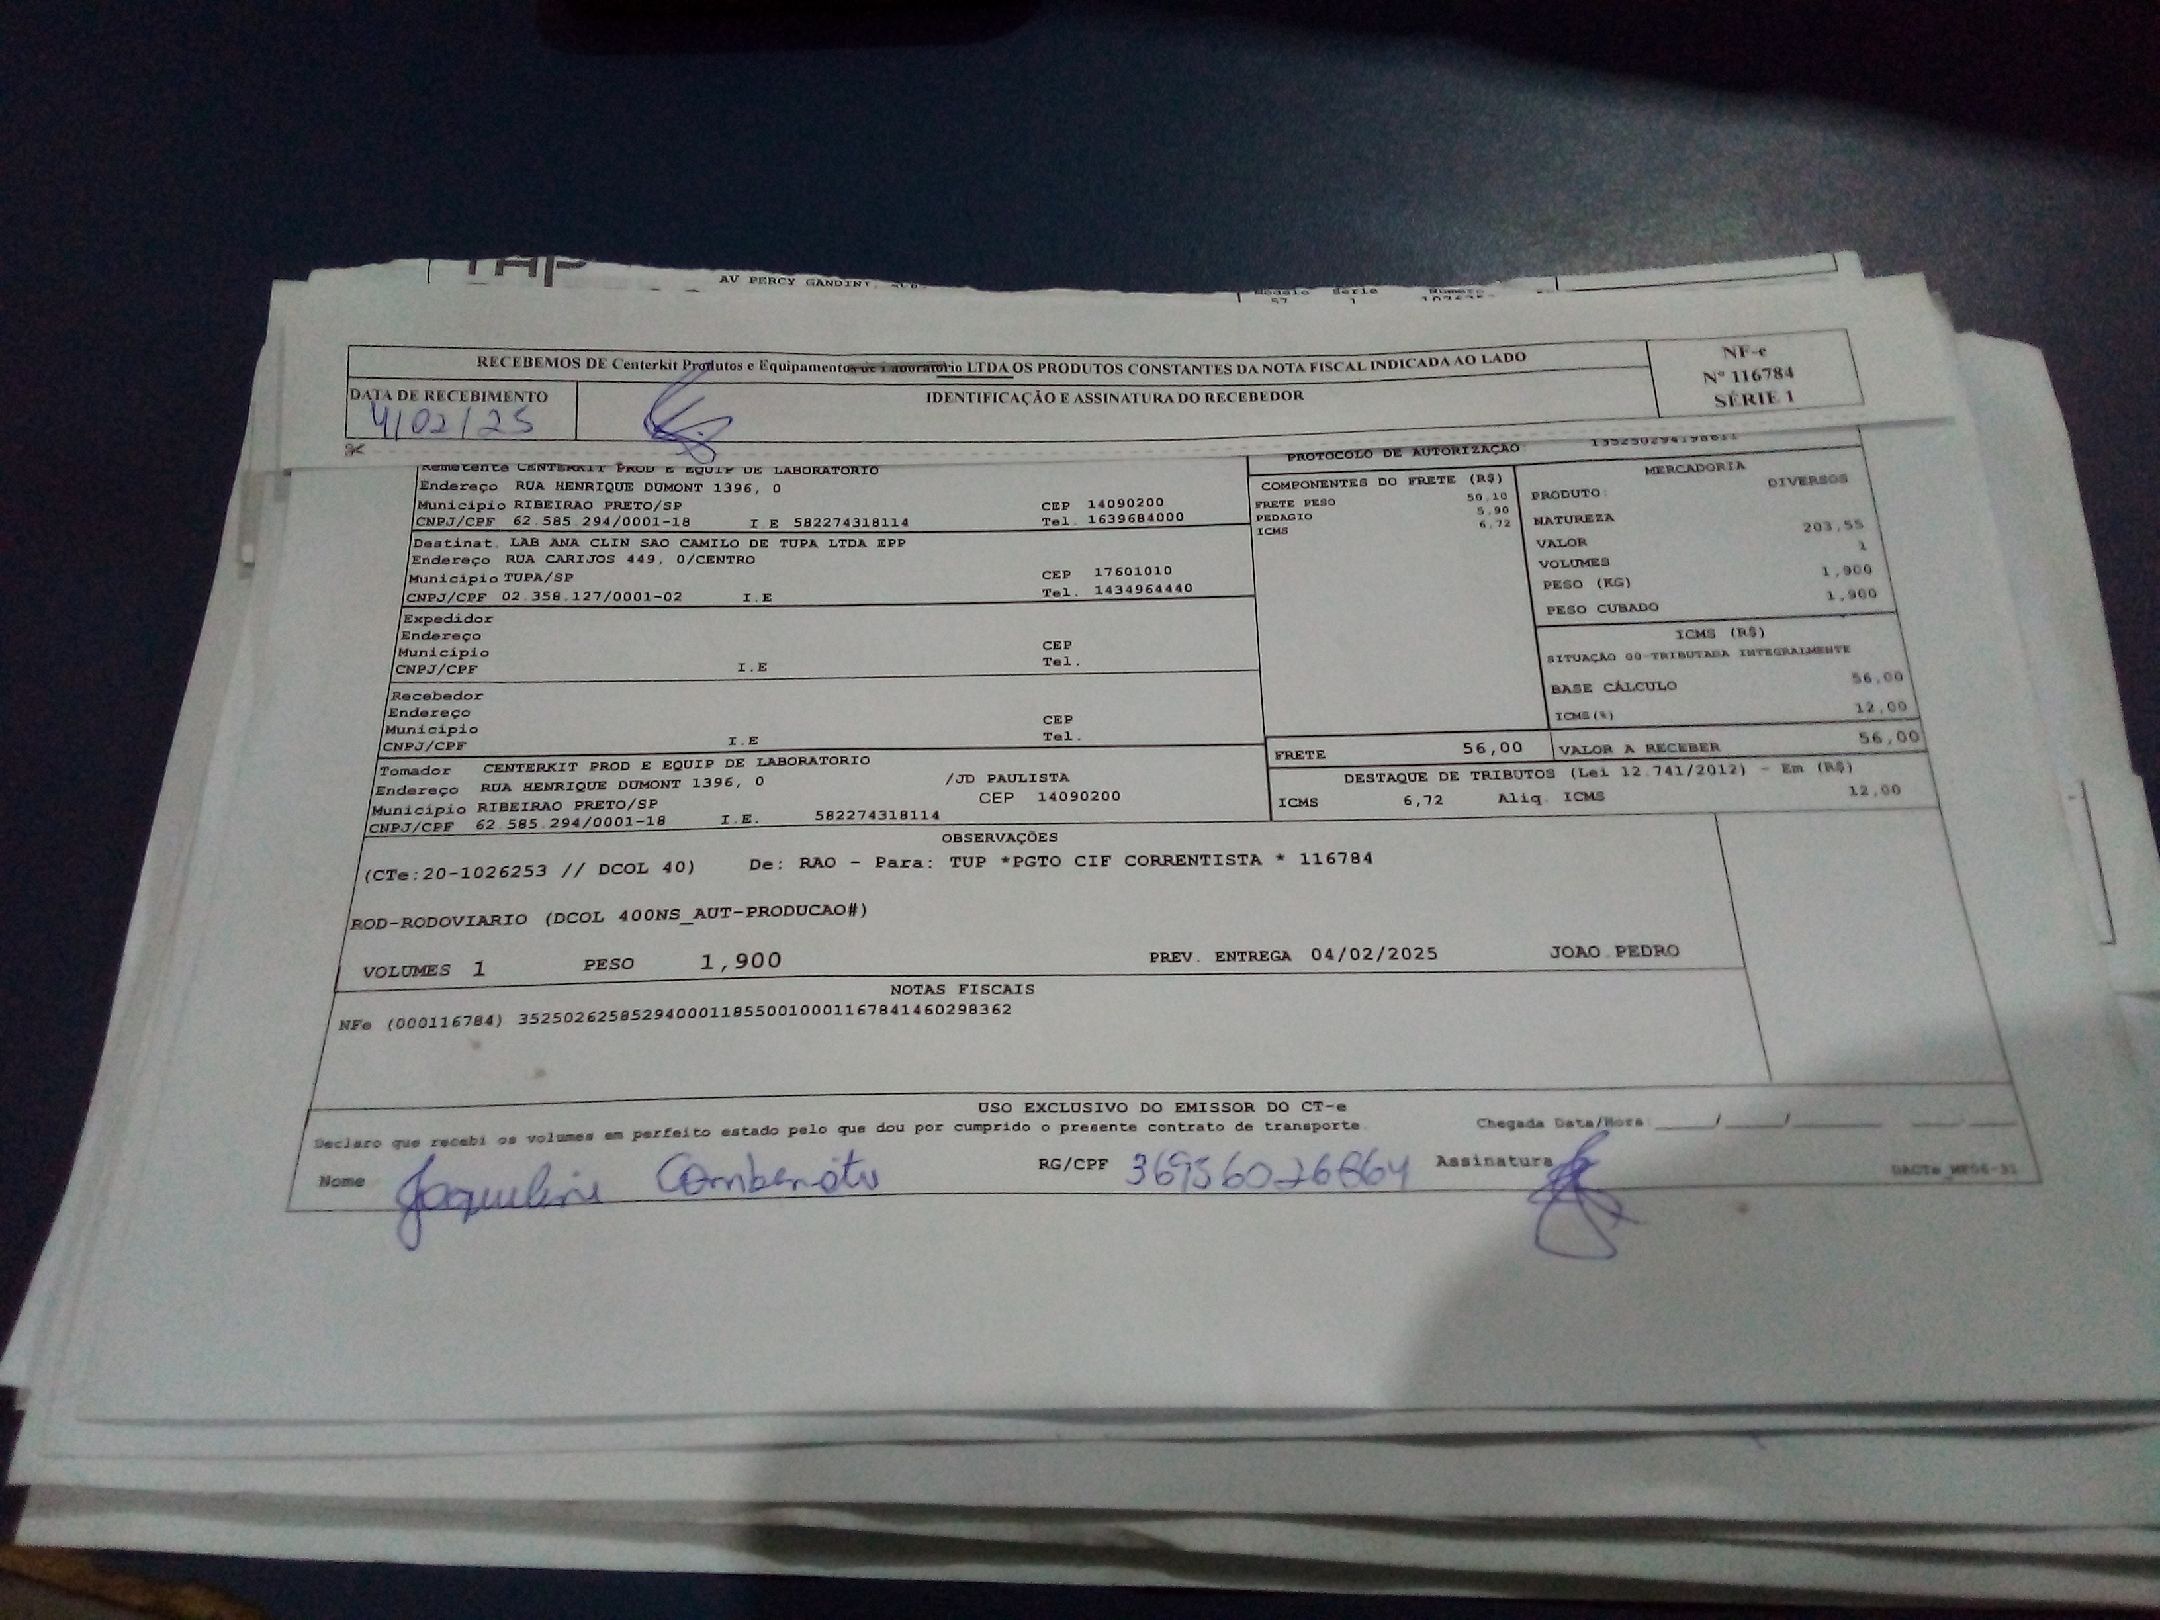 AV PERCY GANDINI,
Modelo Série Número
57 1
RECEBEMOS DE Centerkit Produtos e Equipamentos de Laboratório LTDA OS PRODUTOS CONSTANTES DA NOTA FISCAL INDICADA AO LADO
NF-e
Nº 116784
SÉRIE 1
DATA DE RECEBIMENTO
4/02/25
IDENTIFICAÇÃO E ASSINATURA DO RECEBEDOR
PROTOCOLO DE AUTORIZAÇÃO:
Remetente CENTERKIT PROD E EQUIP DE LABORATORIO
Endereço RUA HENRIQUE DUMONT 1396, 0
Município RIBEIRAO PRETO/SP CEP 14090200
CNPJ/CPF 62.585.294/0001-18 I.E 582274318114 Tel. 1639684000
Destinat. LAB ANA CLIN SAO CAMILO DE TUPA LTDA EPP
Endereço RUA CARIJOS 449, 0/CENTRO
Município TUPA/SP CEP 17601010
CNPJ/CPF 02.358.127/0001-02 I.E Tel. 1434964440
Expedidor
Endereço
Município CEP
CNPJ/CPF I.E Tel.
Recebedor
Endereço
Município CEP
CNPJ/CPF I.E Tel.
Tomador CENTERKIT PROD E EQUIP DE LABORATORIO
Endereço RUA HENRIQUE DUMONT 1396, 0 /JD PAULISTA
Município RIBEIRAO PRETO/SP CEP 14090200
CNPJ/CPF 62.585.294/0001-18 I.E. 582274318114
COMPONENTES DO FRETE (R$)
FRETE PESO 50,10
PEDAGIO 5,90
ICMS 6,72
MERCADORIA
PRODUTO: DIVERSOS
NATUREZA
VALOR 203,55
VOLUMES 1
PESO (KG) 1,900
PESO CUBADO 1,900
ICMS (R$)
SITUAÇÃO 00-TRIBUTADA INTEGRALMENTE
BASE CÁLCULO 56,00
ICMS(%) 12,00
FRETE 56,00 VALOR A RECEBER 56,00
DESTAQUE DE TRIBUTOS (Lei 12.741/2012) - Em (R$)
ICMS 6,72 Aliq. ICMS 12,00
OBSERVAÇÕES
(CTe:20-1026253 // DCOL 40) De: RAO - Para: TUP *PGTO CIF CORRENTISTA * 116784
ROD-RODOVIARIO (DCOL 400NS_AUT-PRODUCAO#)
VOLUMES 1 PESO 1,900 PREV. ENTREGA 04/02/2025 JOAO.PEDRO
NOTAS FISCAIS
NFe (000116784) 35250262585294000118550010001167841460298362
USO EXCLUSIVO DO EMISSOR DO CT-e
Declaro que recebi os volumes em perfeito estado pelo que dou por cumprido o presente contrato de transporte. Chegada Data/Hora: / /
Nome Jaqueline RG/CPF 36956026864 Assinatura